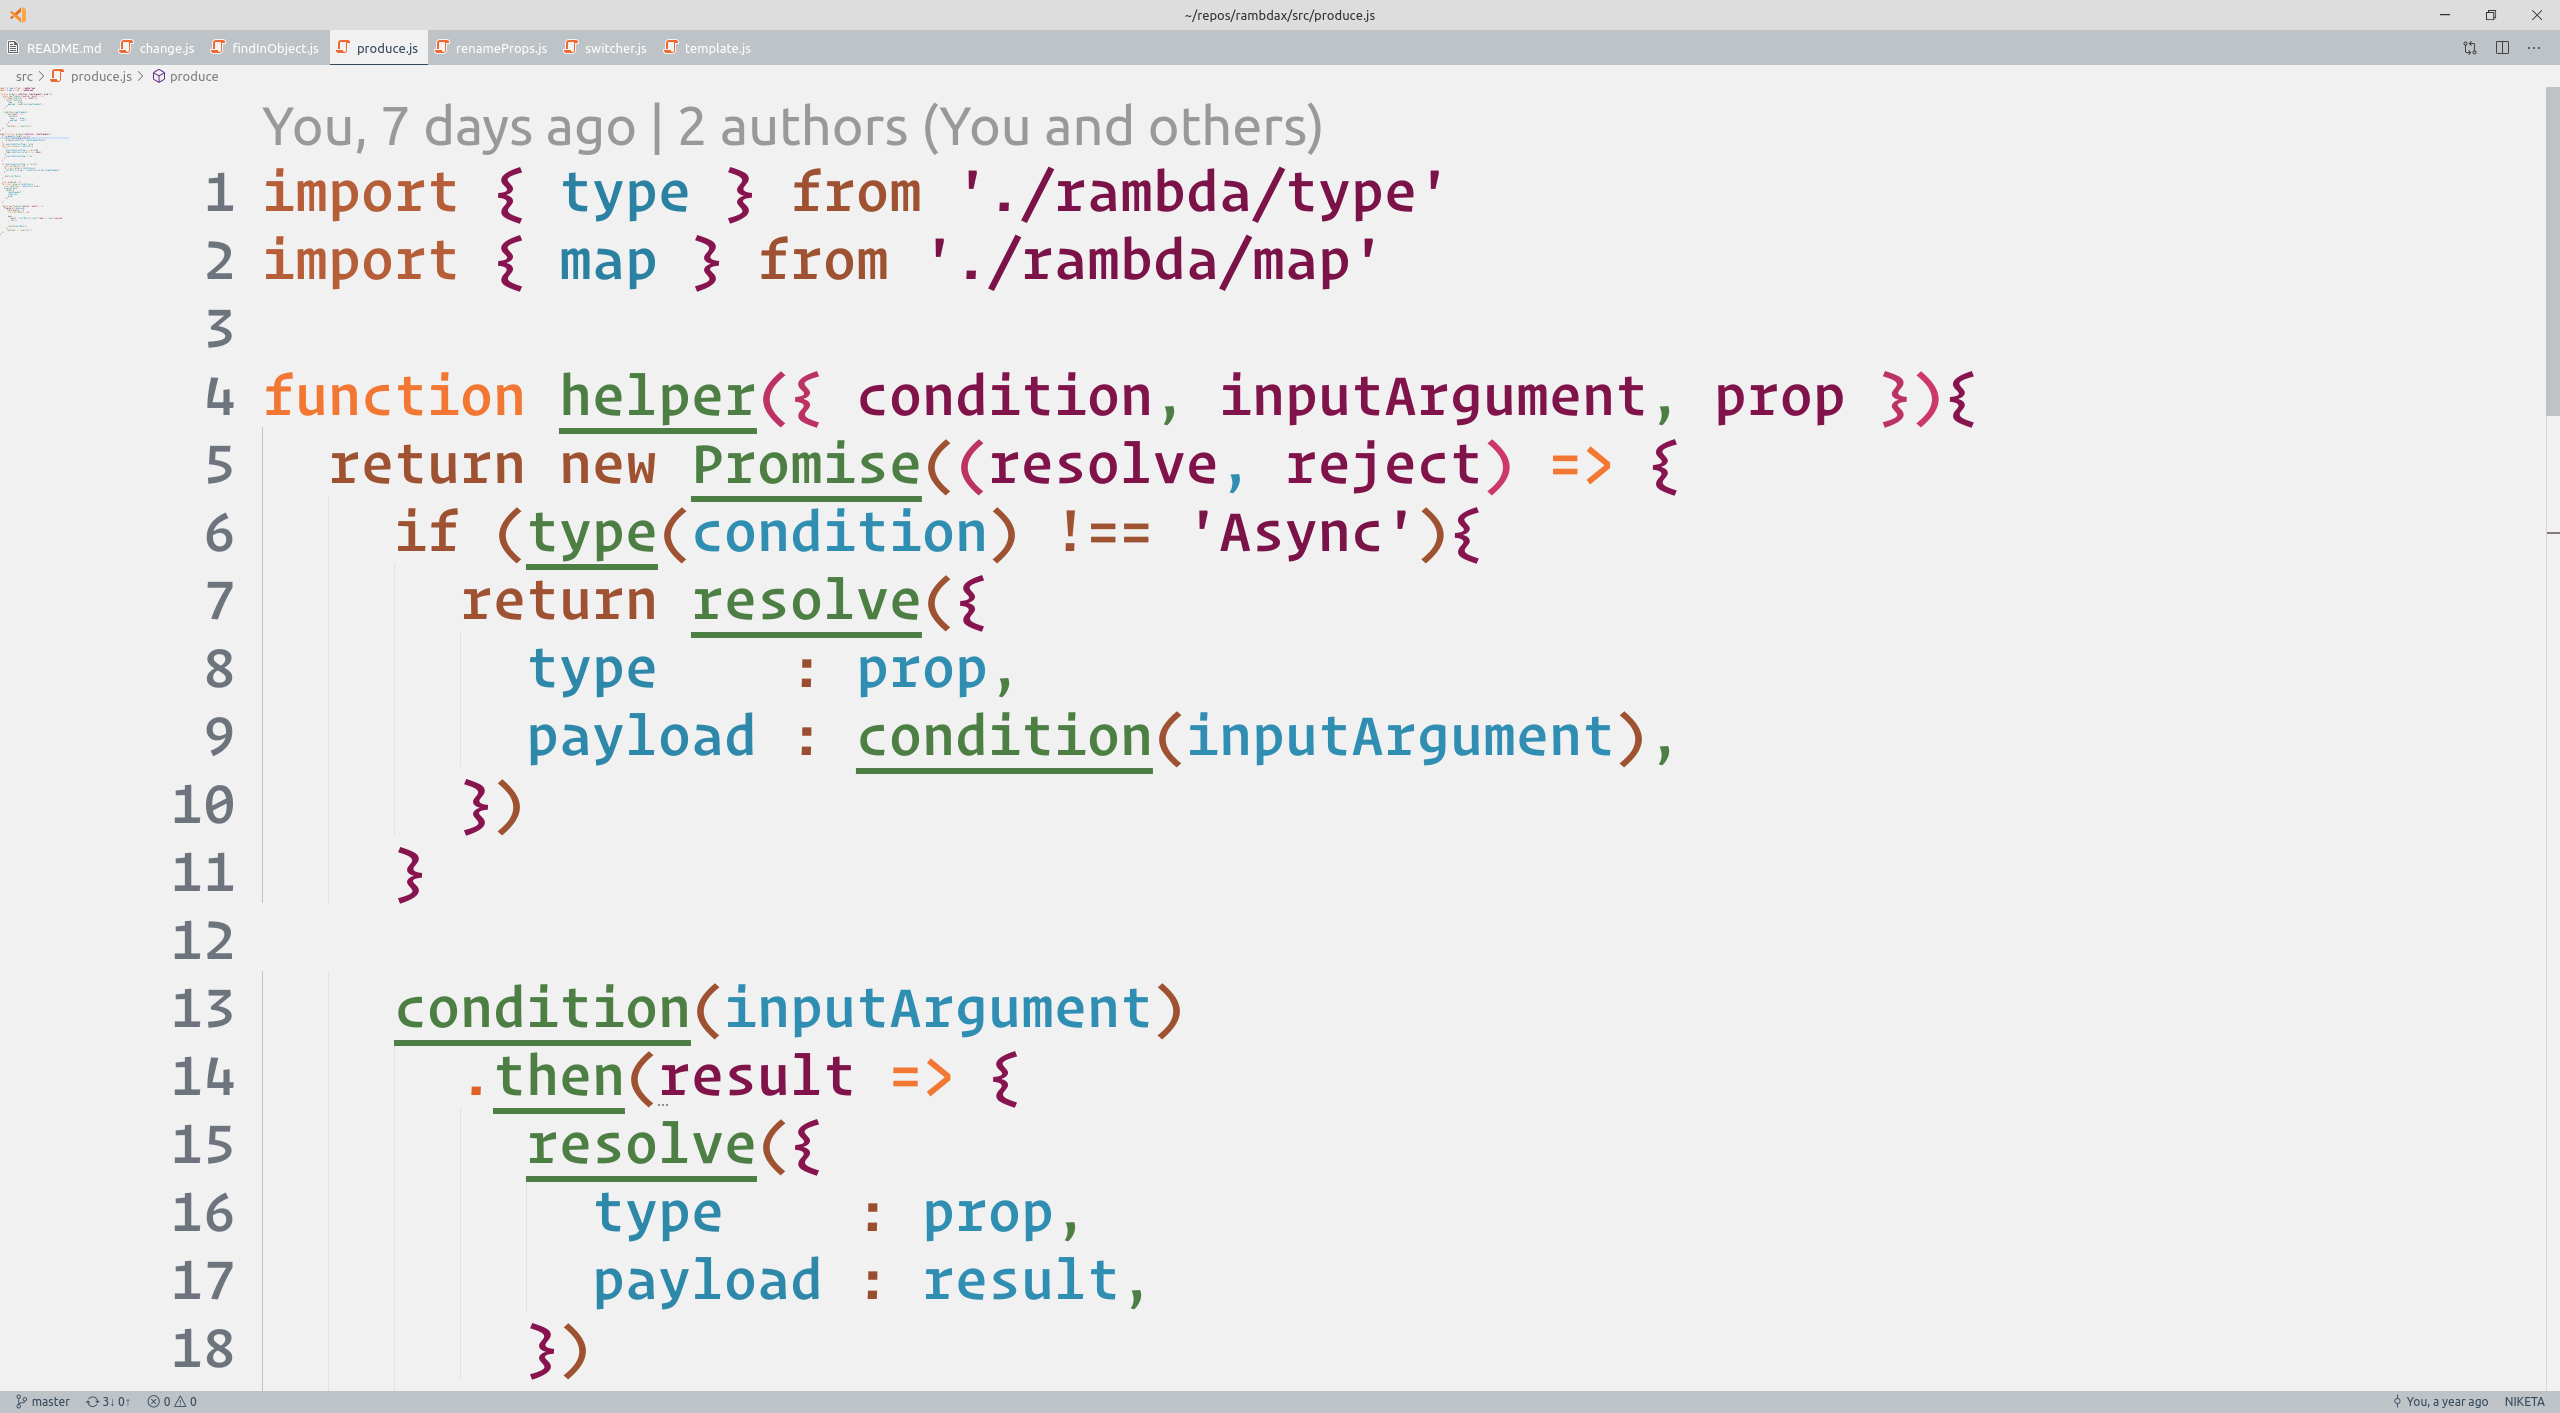 ~/repos/rambdax/src/produce.js
README.md change.js findInObject.js produce.js renameProps.js switcher.js template.js
src > produce.js > produce
You, 7 days ago | 2 authors (You and others)
1 import { type } from './rambda/type'
2 import { map } from './rambda/map'
3
4 function helper({ condition, inputArgument, prop }){
5   return new Promise((resolve, reject) => {
6     if (type(condition) !== 'Async'){
7       return resolve({
8         type    : prop,
9         payload : condition(inputArgument),
10       })
11     }
12
13     condition(inputArgument)
14       .then(result => {
15         resolve({
16           type    : prop,
17           payload : result,
18         })
master 3↓ 0↑ 0 0 You, a year ago NIKETA